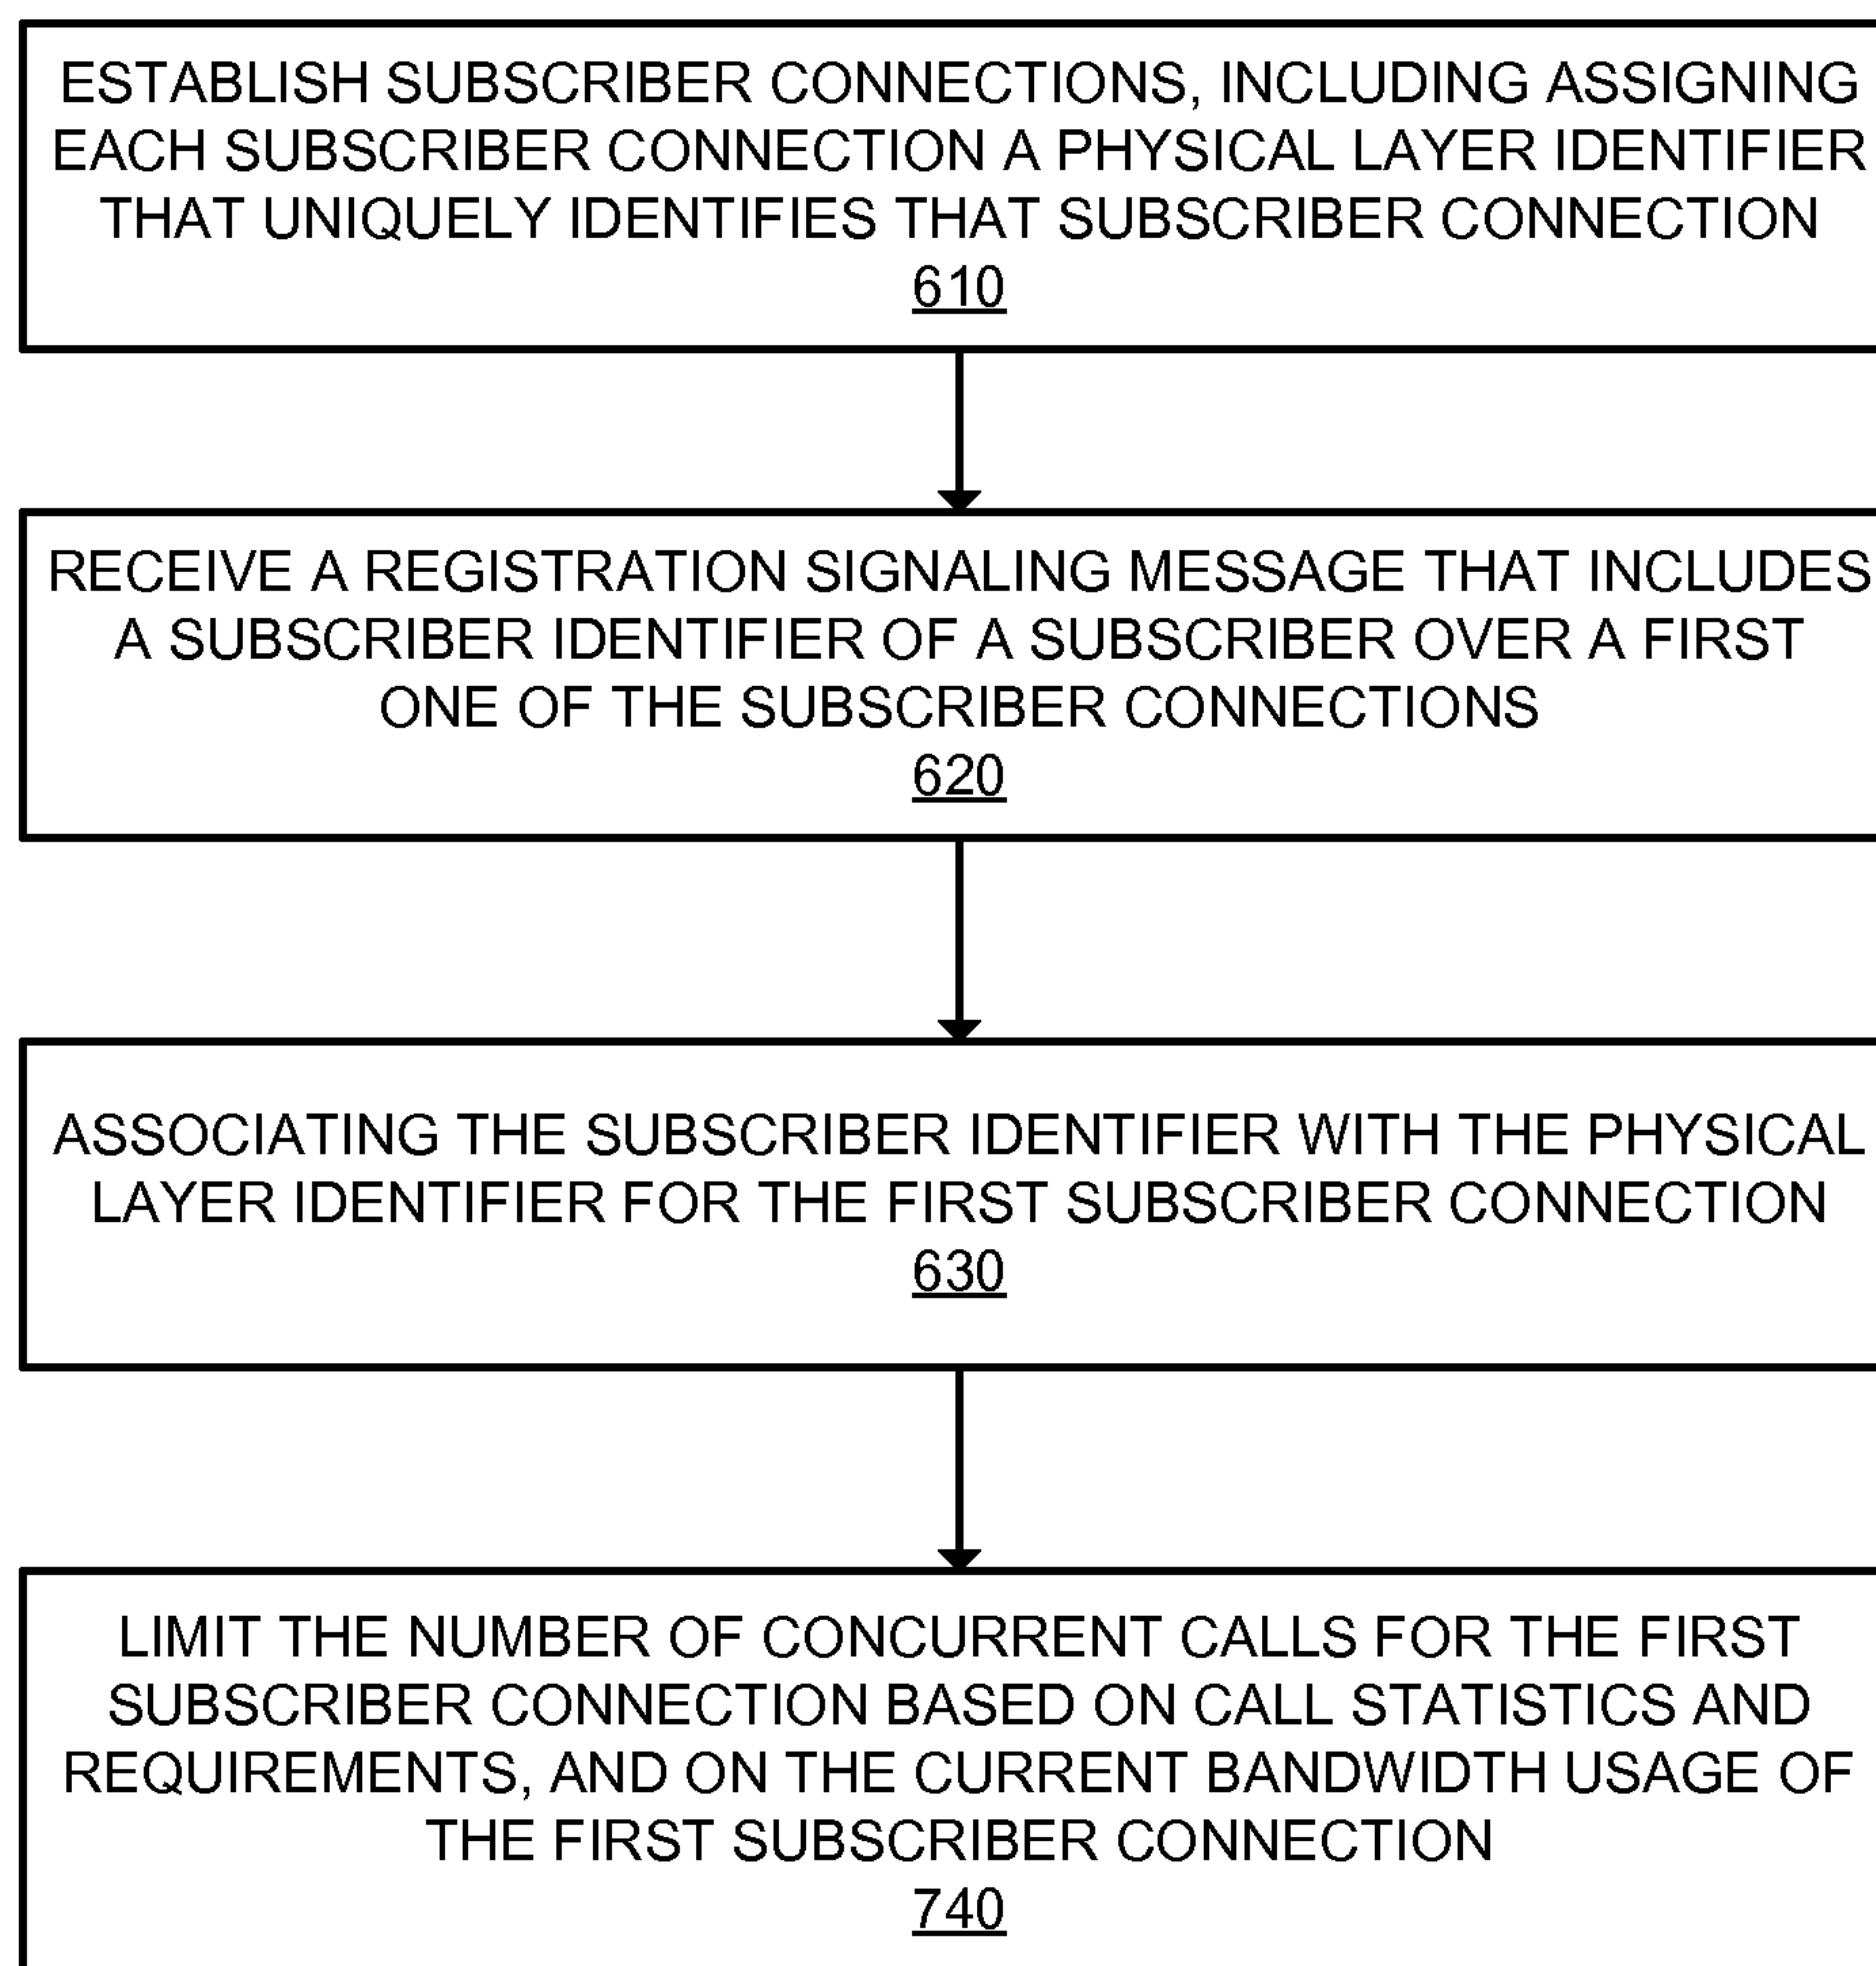 ESTABLISH SUBSCRIBER CONNECTIONS, INCLUDING ASSIGNING
EACH SUBSCRIBER CONNECTION A PHYSICAL LAYER IDENTIFIER
THAT UNIQUELY IDENTIFIES THAT SUBSCRIBER CONNECTION
610
RECEIVE A REGISTRATION SIGNALING MESSAGE THAT INCLUDES
A SUBSCRIBER IDENTIFIER OF A SUBSCRIBER OVER A FIRST
ONE OF THE SUBSCRIBER CONNECTIONS
620
ASSOCIATING THE SUBSCRIBER IDENTIFIER WITH THE PHYSICAL
LAYER IDENTIFIER FOR THE FIRST SUBSCRIBER CONNECTION
630
LIMIT THE NUMBER OF CONCURRENT CALLS FOR THE FIRST
SUBSCRIBER CONNECTION BASED ON CALL STATISTICS AND
REQUIREMENTS, AND ON THE CURRENT BANDWIDTH USAGE OF
THE FIRST SUBSCRIBER CONNECTION
740